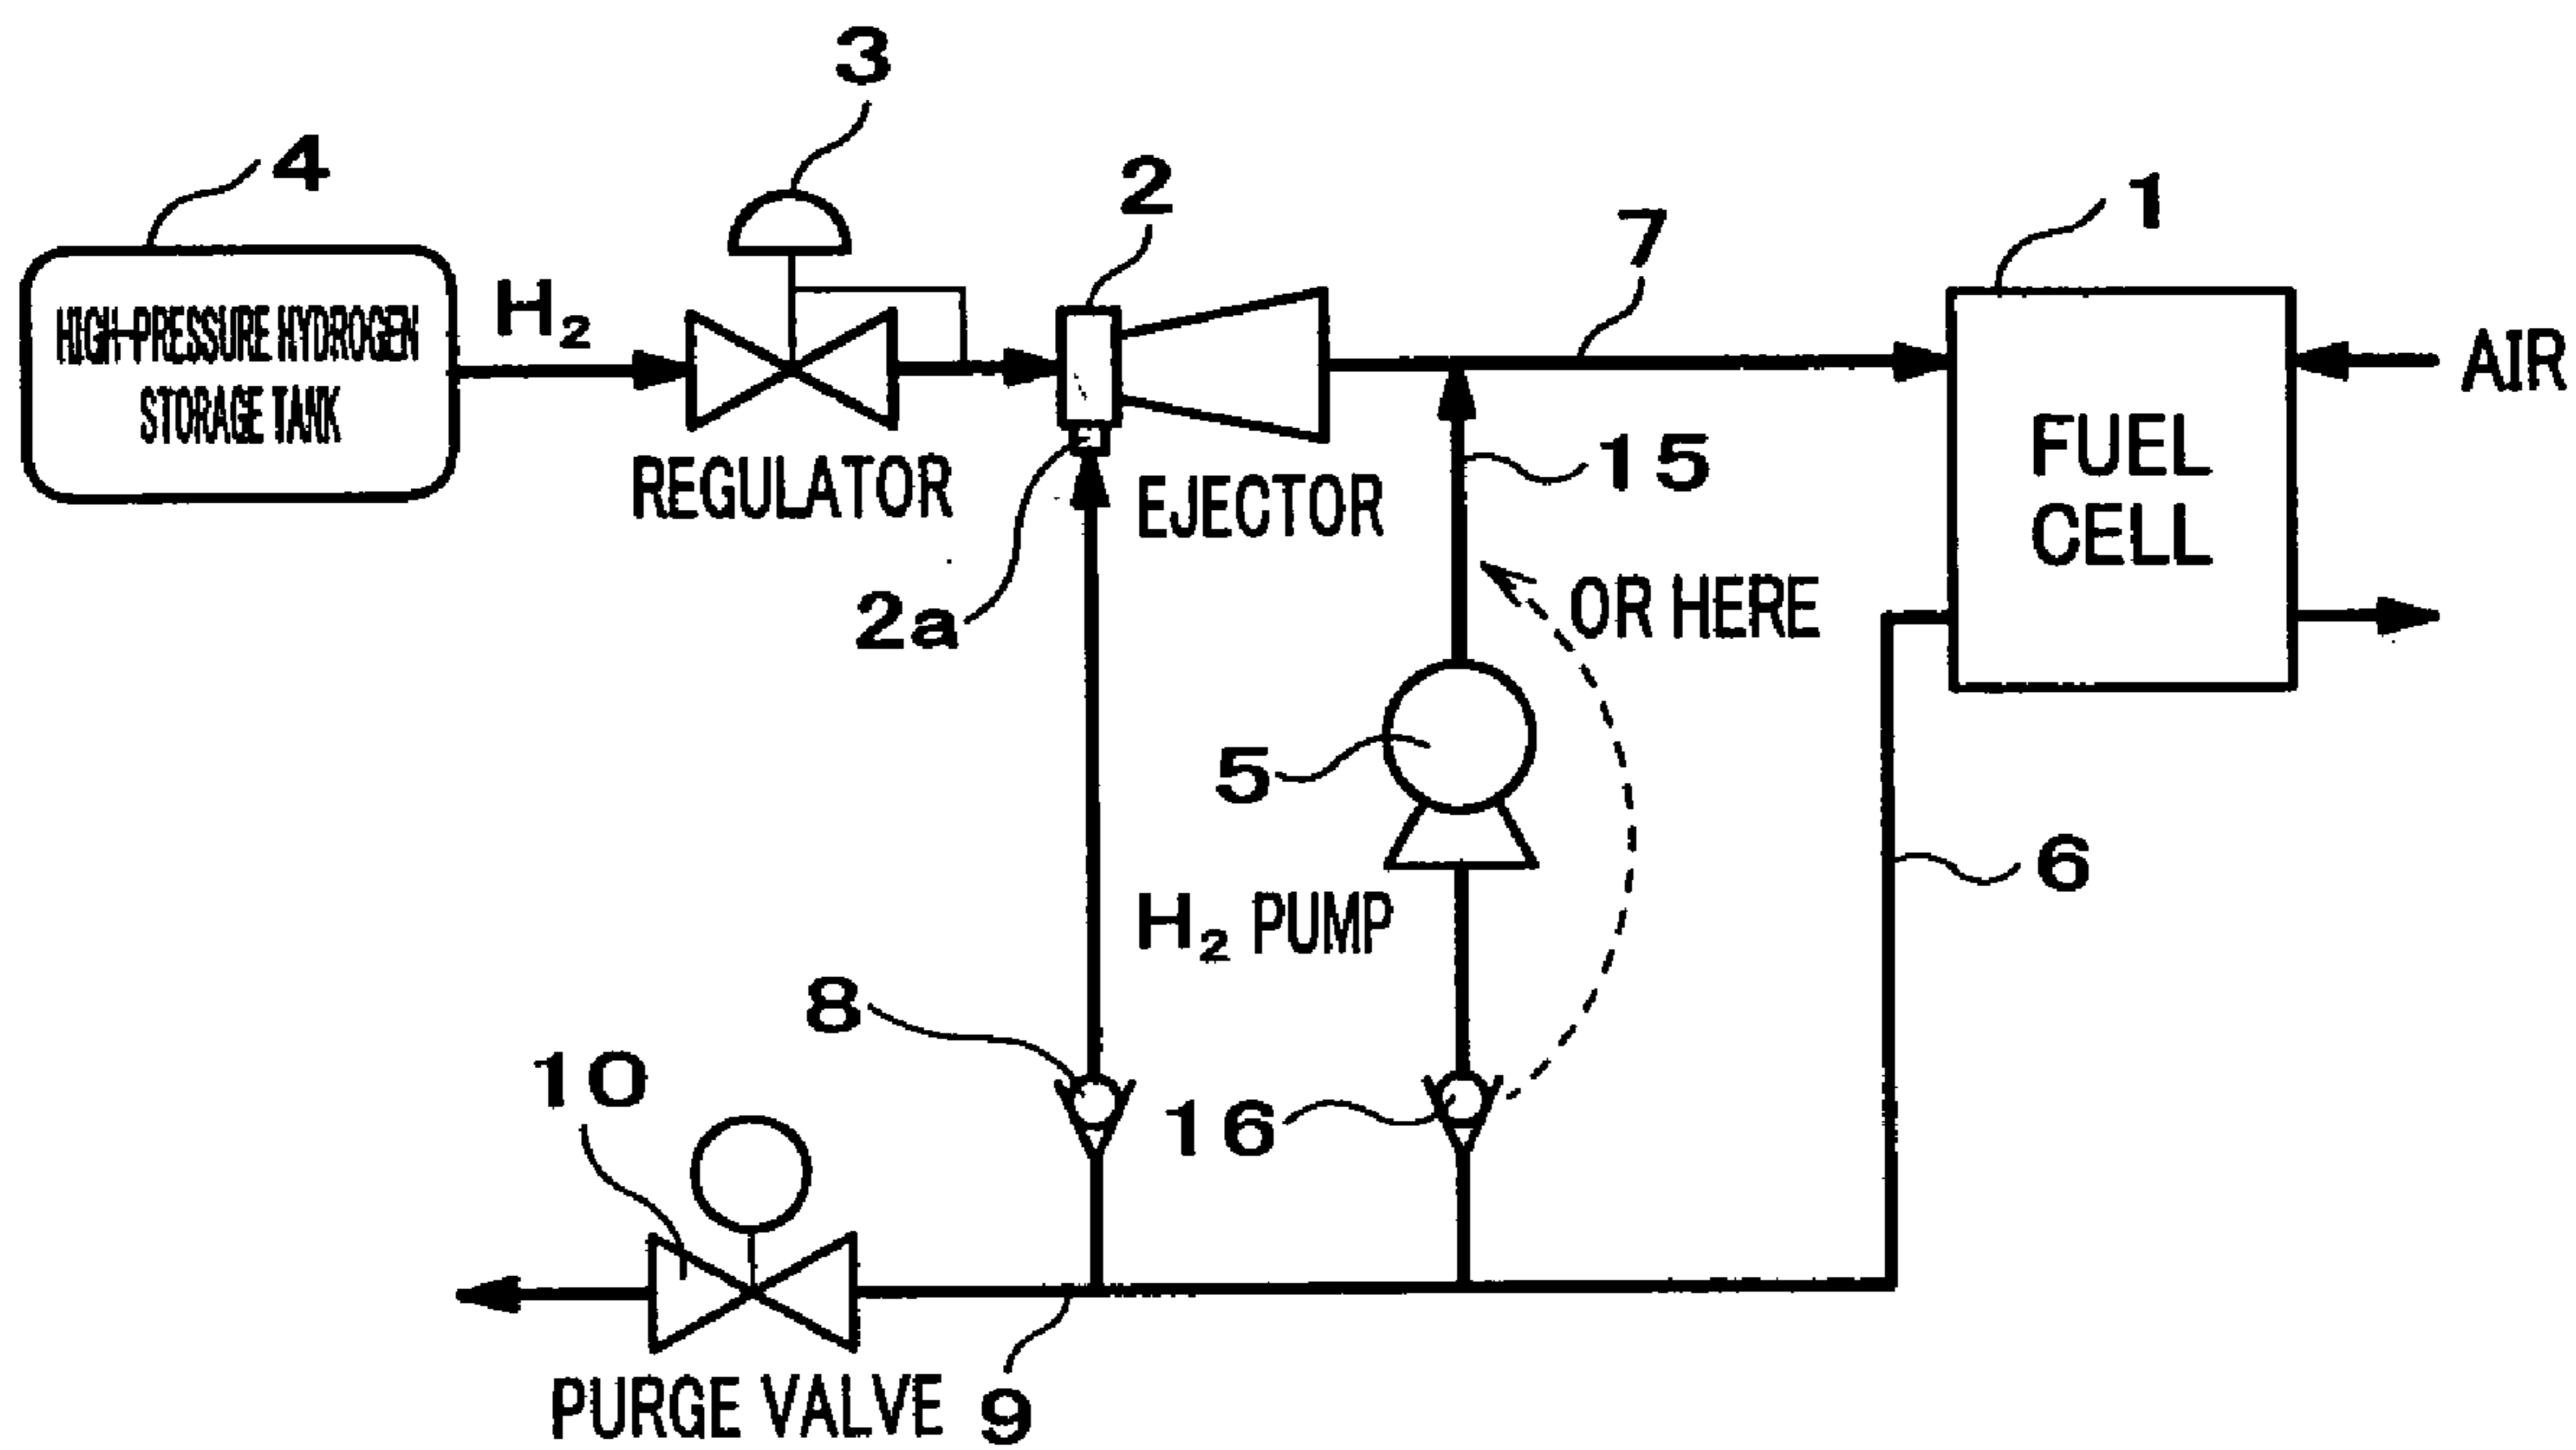 3
4
2
7
1
HIGH-PRESSURE HYDROGEN
STORAGE TANK
H₂
AIR
REGULATOR
EJECTOR
15
FUEL
CELL
2a
OR HERE
5
6
H₂ PUMP
8
10
16
PURGE VALVE
9